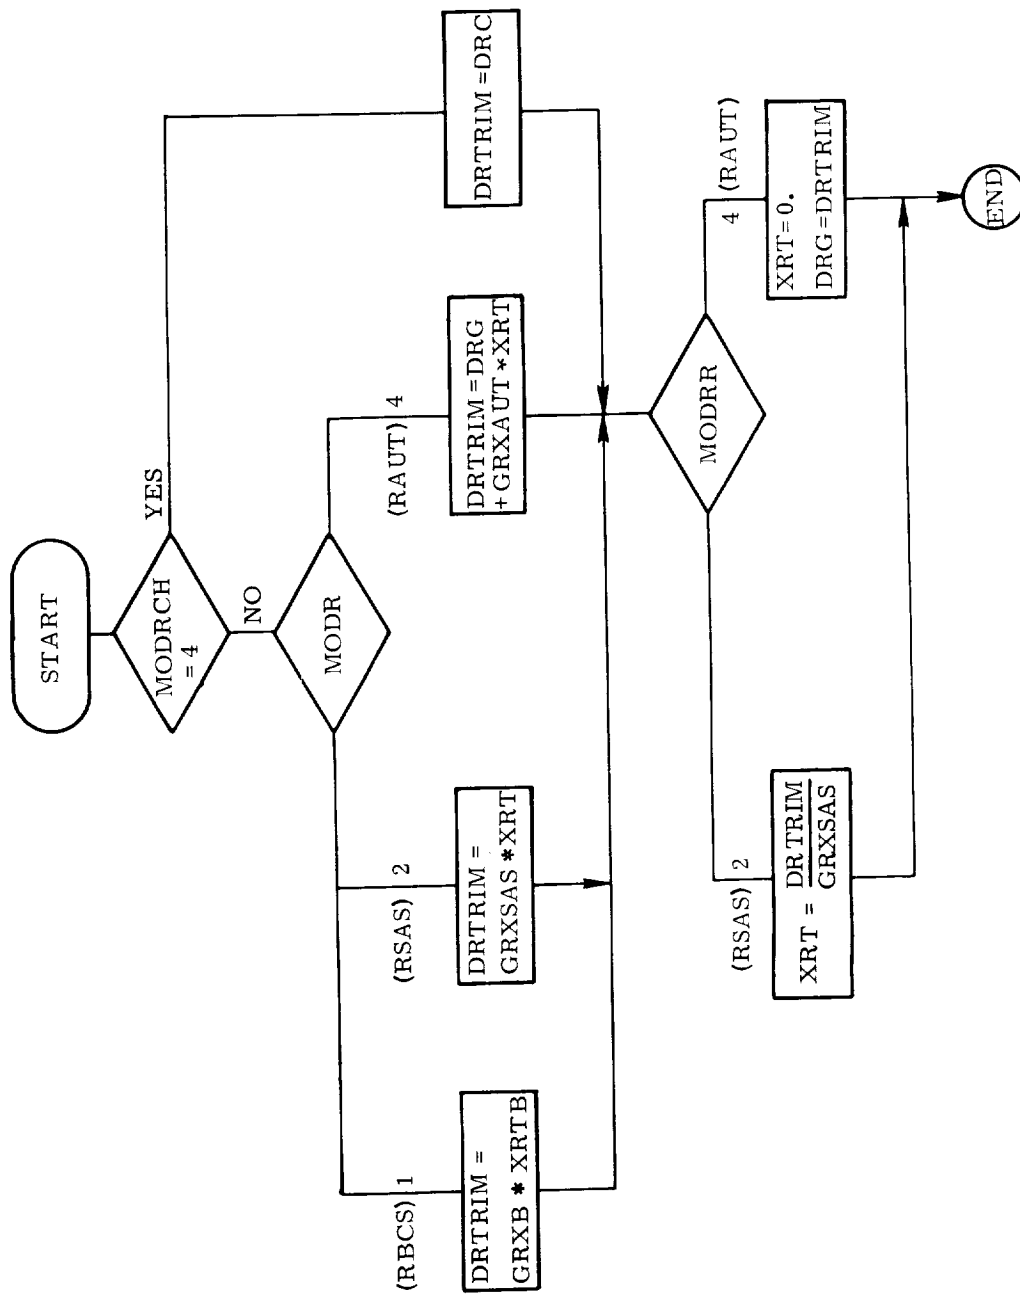 START
MODRCH
= 4
YES
NO
MODR
(RBCS) 1
(RSAS) 2
(RAUT) 4
DRTRIM =
GRXB * XRTB
DRTRIM =
GRXSAS *XRT
DRTRIM =DRG
+GRXAUT *XRT
DRTRIM =DRC
MODRR
(RSAS) 2
4 (RAUT)
XRT = DRTRIM
GRXSAS
XRT=0.
DRG=DRTRIM
END